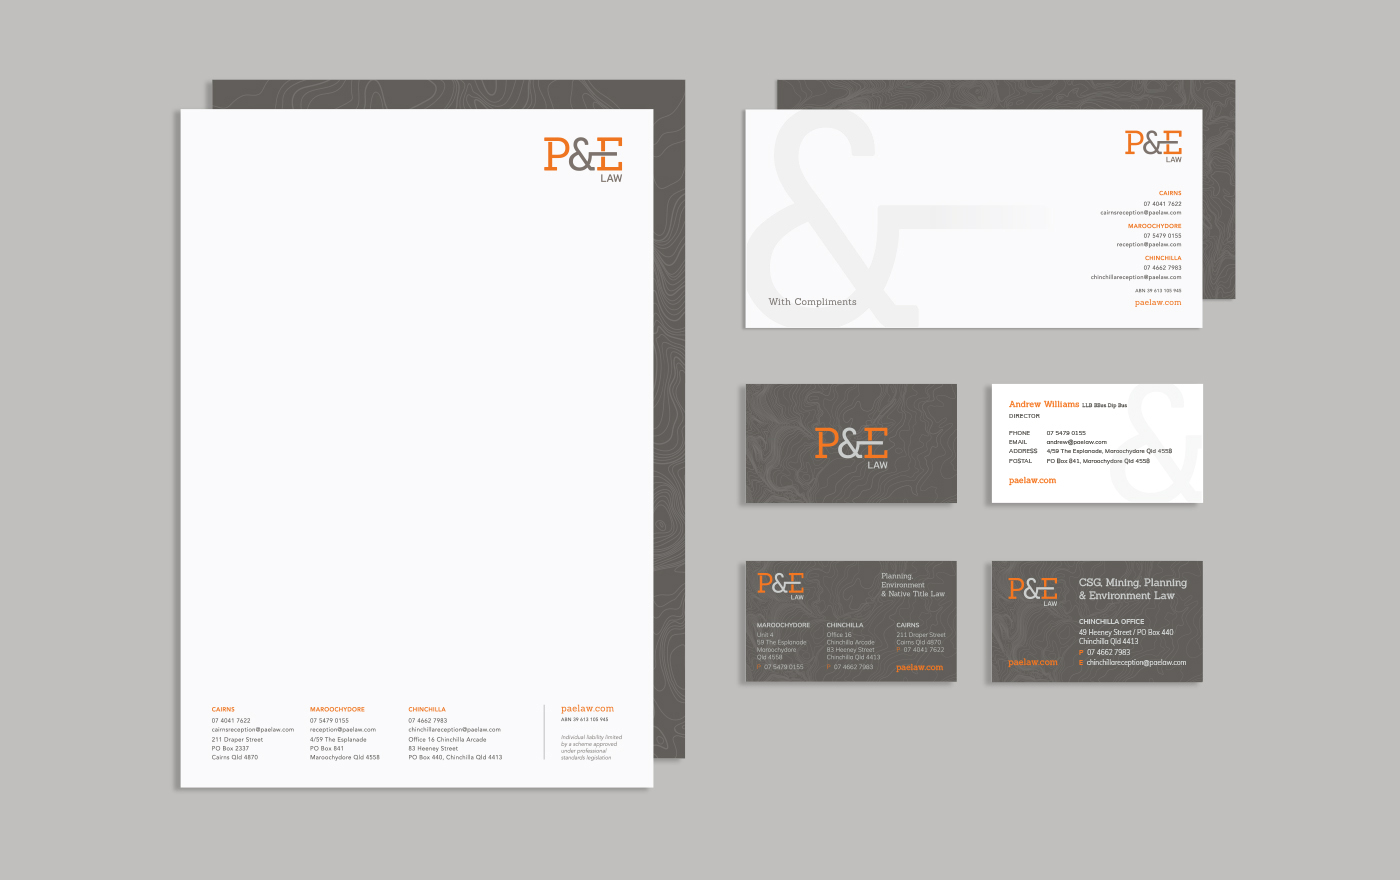 P&E
LAW
CAIRNS
07 4041 7622
cairnsreception@paelaw.com
211 Draper Street
PO Box 2337
Cairns Qld 4870
MAROOCHYDORE
07 5479 0155
reception@paelaw.com
4/59 The Esplanade
PO Box 841
Maroochydore Qld 4558
CHINCHILLA
07 4662 7983
chinchillareception@paelaw.com
Office 16 Chinchilla Arcade
83 Heeney Street
PO Box 440, Chinchilla Qld 4413
paelaw.com
ABN 39 613 105 945
Individual liability limited
by a scheme approved
under professional
standards legislation
&
P&E
LAW
CAIRNS
07 4041 7622
cairnsreception@paelaw.com
MAROOCHYDORE
07 5479 0155
reception@paelaw.com
CHINCHILLA
07 4662 7983
chinchillareception@paelaw.com
ABN 39 613 105 945
paelaw.com
With Compliments
P&E
LAW
Andrew Williams LLB BBus Dip Bus
DIRECTOR
PHONE 07 5479 0155
EMAIL andrew@paelaw.com
ADDRESS 4/59 The Esplanade, Maroochydore Qld 4558
POSTAL PO Box 841, Maroochydore Qld 4558
paelaw.com
&
P&E
LAW
Planning,
Environment
& Native Title Law
MAROOCHYDORE
Unit 4
59 The Esplanade
Maroochydore
Qld 4558
P 07 5479 0155
CHINCHILLA
Office 16
Chinchilla Arcade
83 Heeney Street
Chinchilla Qld 4413
P 07 4662 7983
CAIRNS
211 Draper Street
Cairns Qld 4870
P 07 4041 7622
paelaw.com
P&E
LAW
CSG, Mining, Planning
& Environment Law
CHINCHILLA OFFICE
49 Heeney Street / PO Box 440
Chinchilla Qld 4413
P 07 4662 7983
E chinchillareception@paelaw.com
paelaw.com